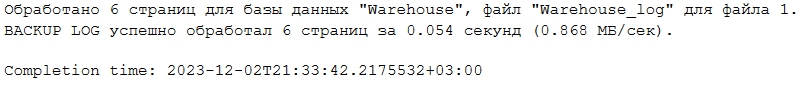 Обработано 6 страниц для базы данных "Warehouse", файл "Warehouse_log" для файла 1.
BACKUP LOG успешно обработал 6 страниц за 0.054 секунд (0.868 МБ/сек).
Completion time: 2023-12-02T21:33:42.2175532+03:00